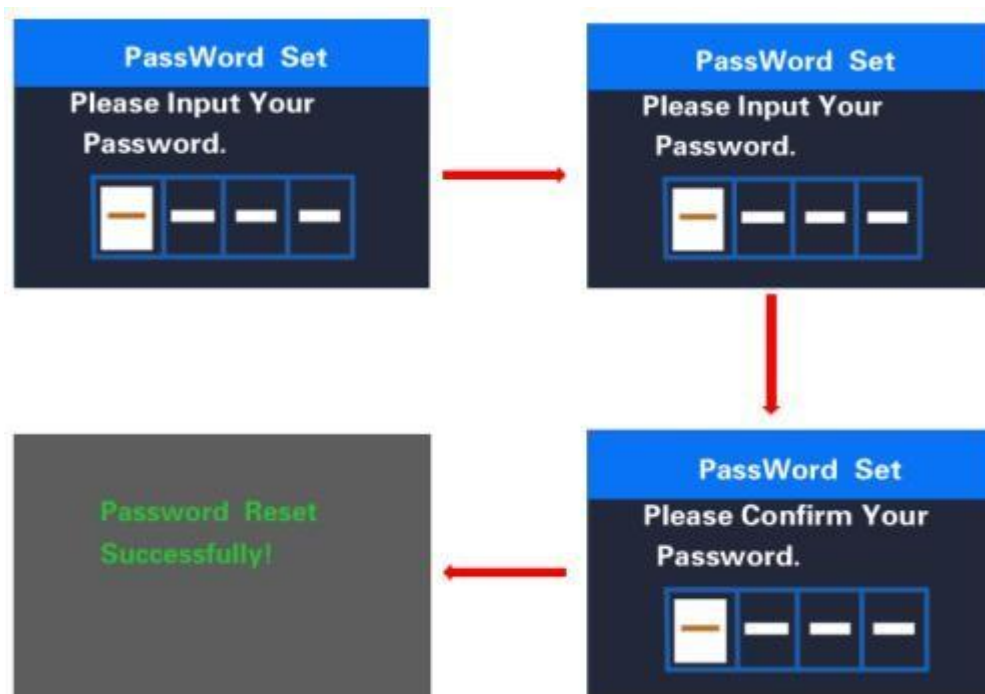 PassWord Set
Please Input Your
Password.
PassWord Set
Please Input Your
Password.
PassWord Set
Please Confirm Your
Password.
Password Reset
Successfully!